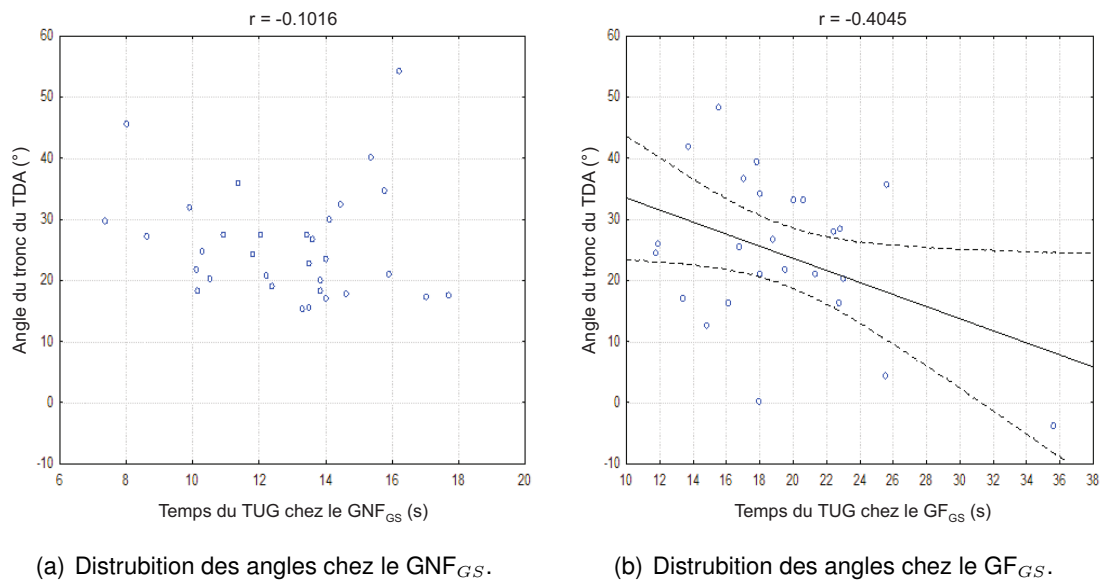 r = -0.1016
60
50
40
30
20
10
0
-10
6 8 10 12 14 16 18 20
Angle du tronc du TDA (°)
Temps du TUG chez le GNF_GS (s)
(a) Distrubition des angles chez le GNF_GS.
r = -0.4045
60
50
40
30
20
10
0
-10
10 12 14 16 18 20 22 24 26 28 30 32 34 36 38
Angle du tronc du TDA (°)
Temps du TUG chez le GF_GS (s)
(b) Distrubition des angles chez le GF_GS.